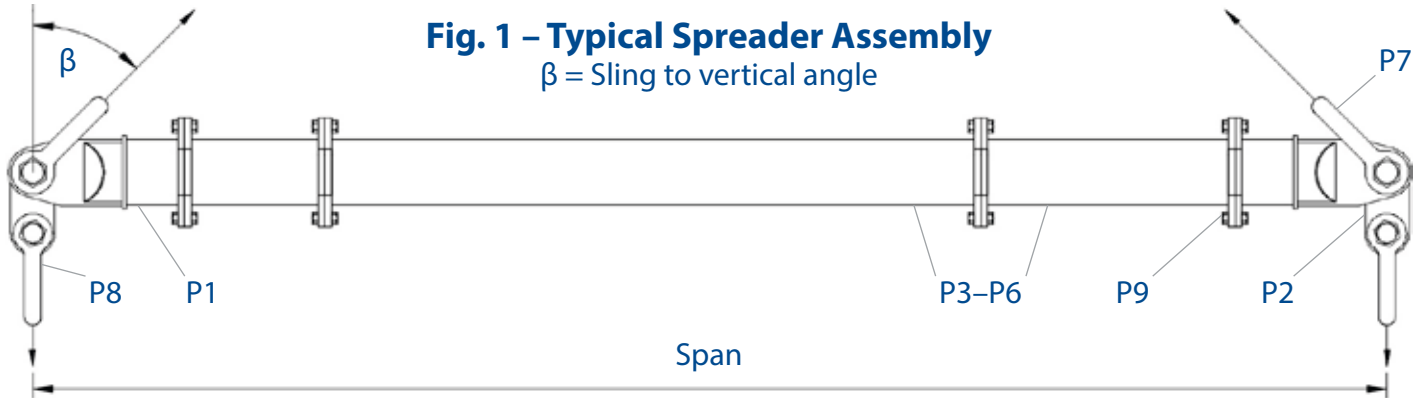 Fig. 1 – Typical Spreader Assembly
β = Sling to vertical angle
β
P7
P8
P1
P3–P6
P9
P2
Span